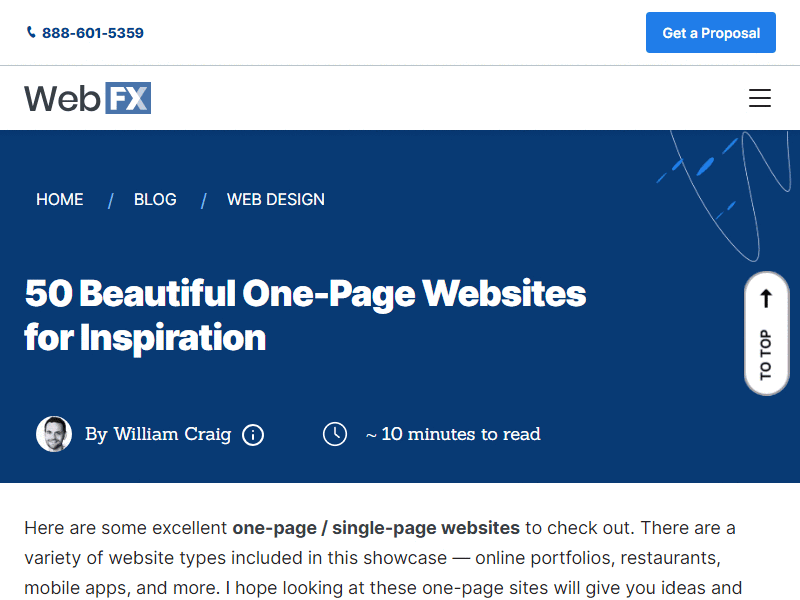 888-601-5359
Get a Proposal
Web FX
HOME / BLOG / WEB DESIGN
50 Beautiful One-Page Websites
for Inspiration
TO TOP
By William Craig
~ 10 minutes to read
Here are some excellent one-page / single-page websites to check out. There are a
variety of website types included in this showcase — online portfolios, restaurants,
mobile apps, and more. I hope looking at these one-page sites will give you ideas and